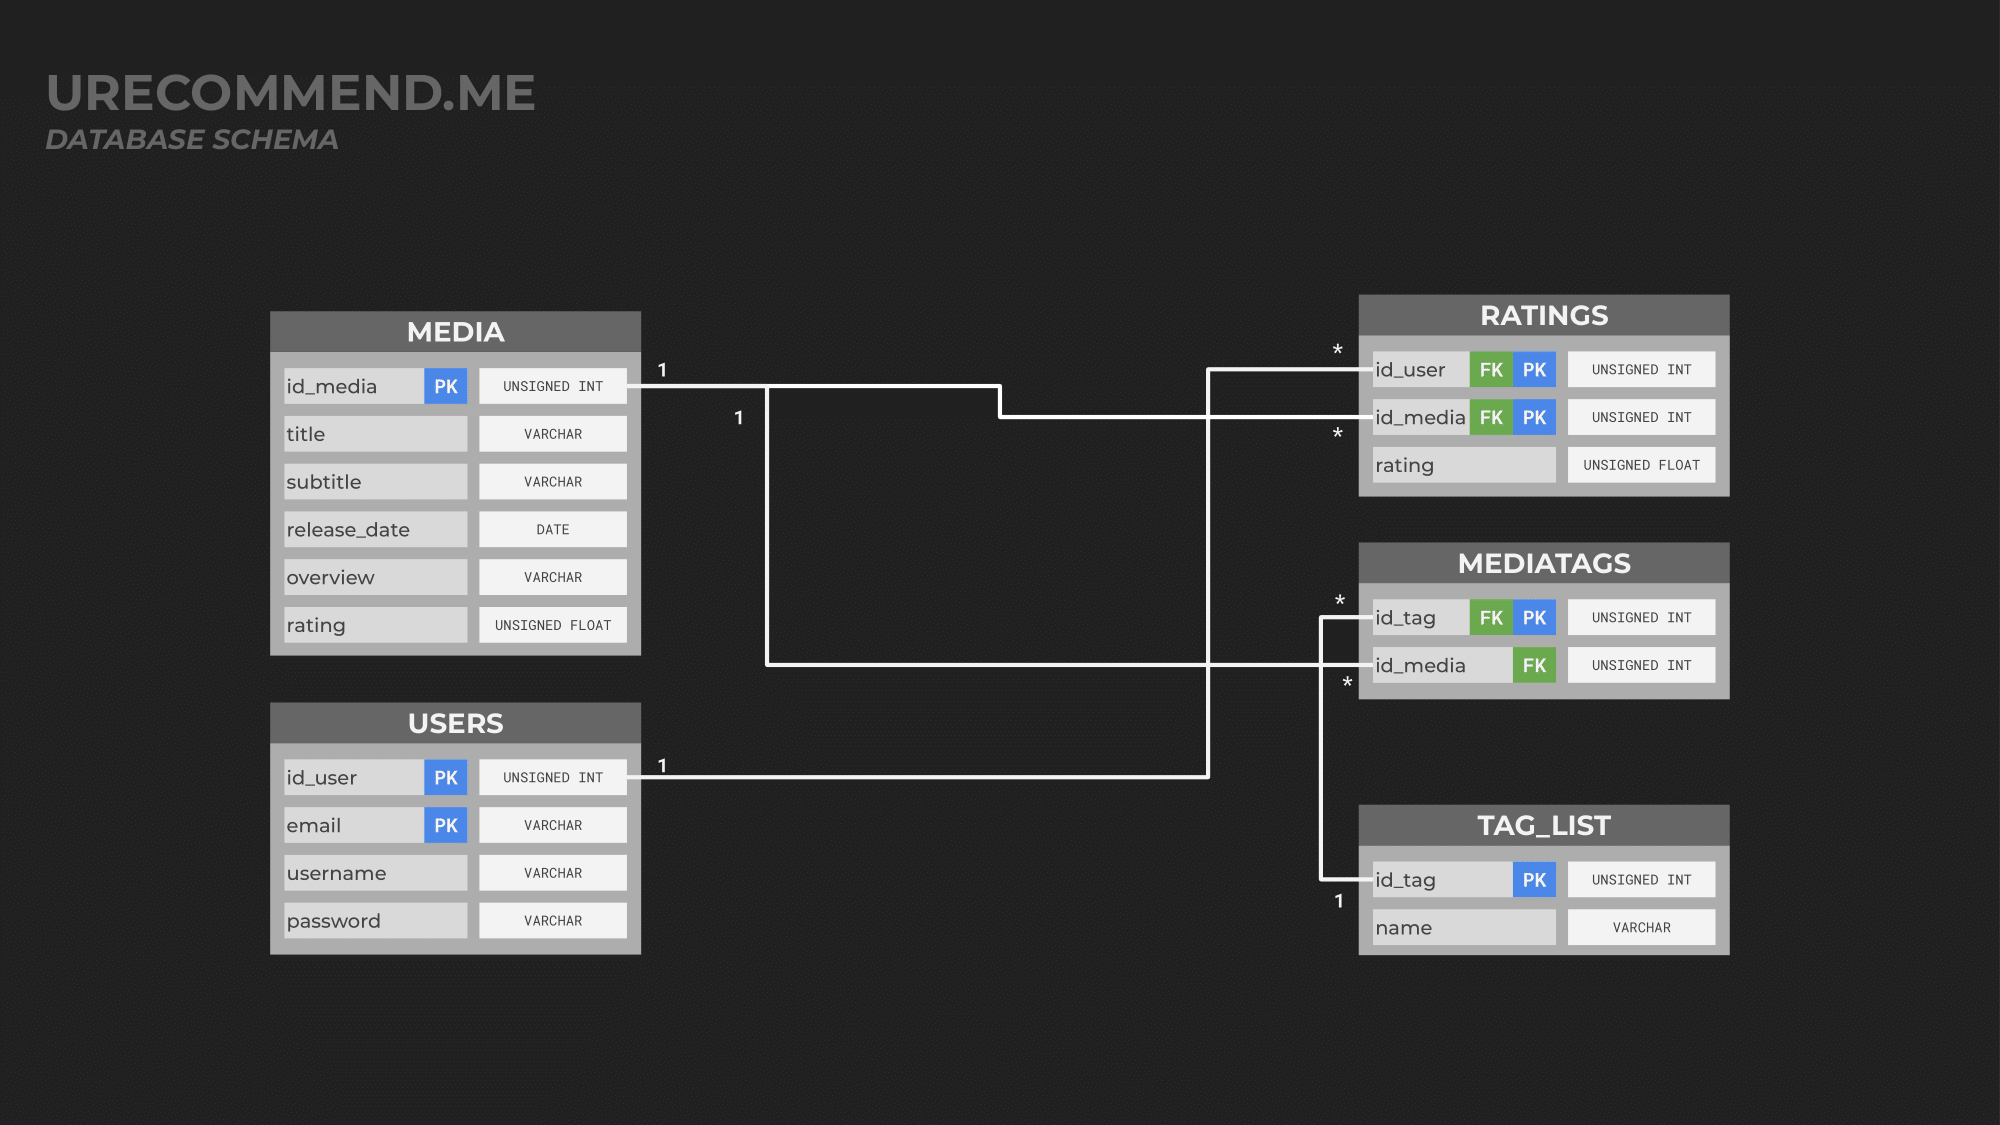 URECOMMEND.ME
DATABASE SCHEMA
MEDIA
id_media PK UNSIGNED INT
title VARCHAR
subtitle VARCHAR
release_date DATE
overview VARCHAR
rating UNSIGNED FLOAT
1
1
USERS
id_user PK UNSIGNED INT
email PK VARCHAR
username VARCHAR
password VARCHAR
1
RATINGS
*
id_user FK PK UNSIGNED INT
id_media FK PK UNSIGNED INT
*
rating UNSIGNED FLOAT
MEDIATAGS
*
id_tag FK PK UNSIGNED INT
id_media FK UNSIGNED INT
*
TAG_LIST
id_tag PK UNSIGNED INT
1
name VARCHAR